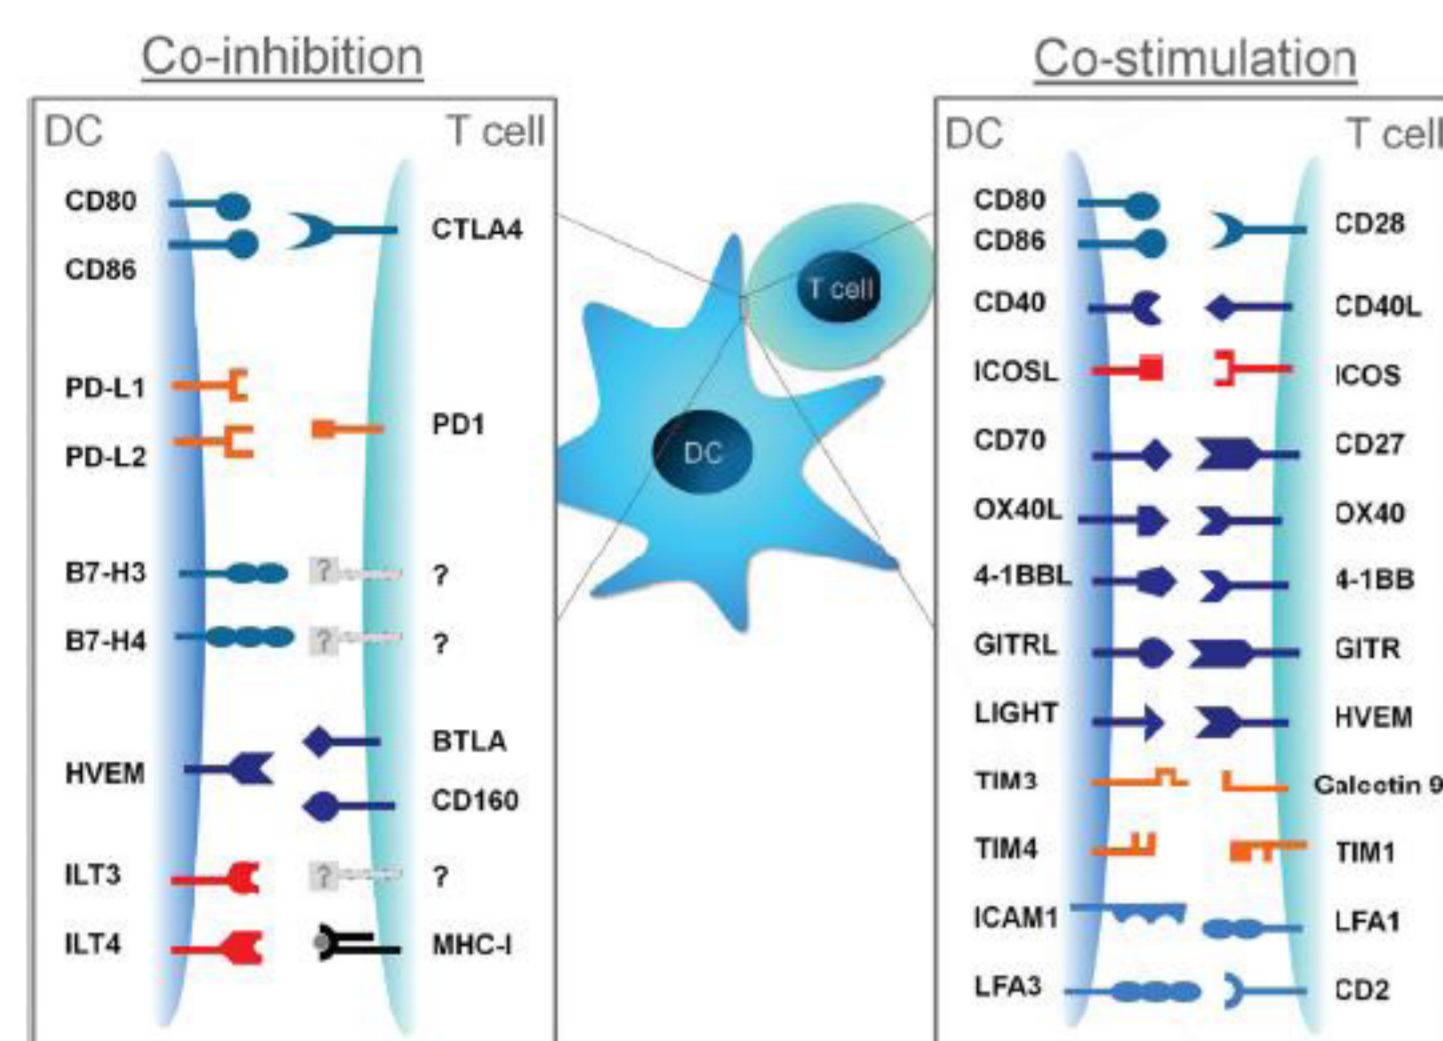 Co-inhibition
DC T cell
CD80
CTLA4
CD86
PD-L1
PD1
PD-L2
B7-H3 ? ?
B7-H4 ? ?
BTLA
HVEM
CD160
ILT3 ? ?
ILT4 MHC-I
T cell
DC
Co-stimulation
DC T cell
CD80
CD28
CD86
CD40 CD40L
ICOSL ICOS
CD70 CD27
OX40L OX40
4-1BBL 4-1BB
GITRL GITR
LIGHT HVEM
TIM3 Galectin 9
TIM4 TIM1
ICAM1 LFA1
LFA3 CD2